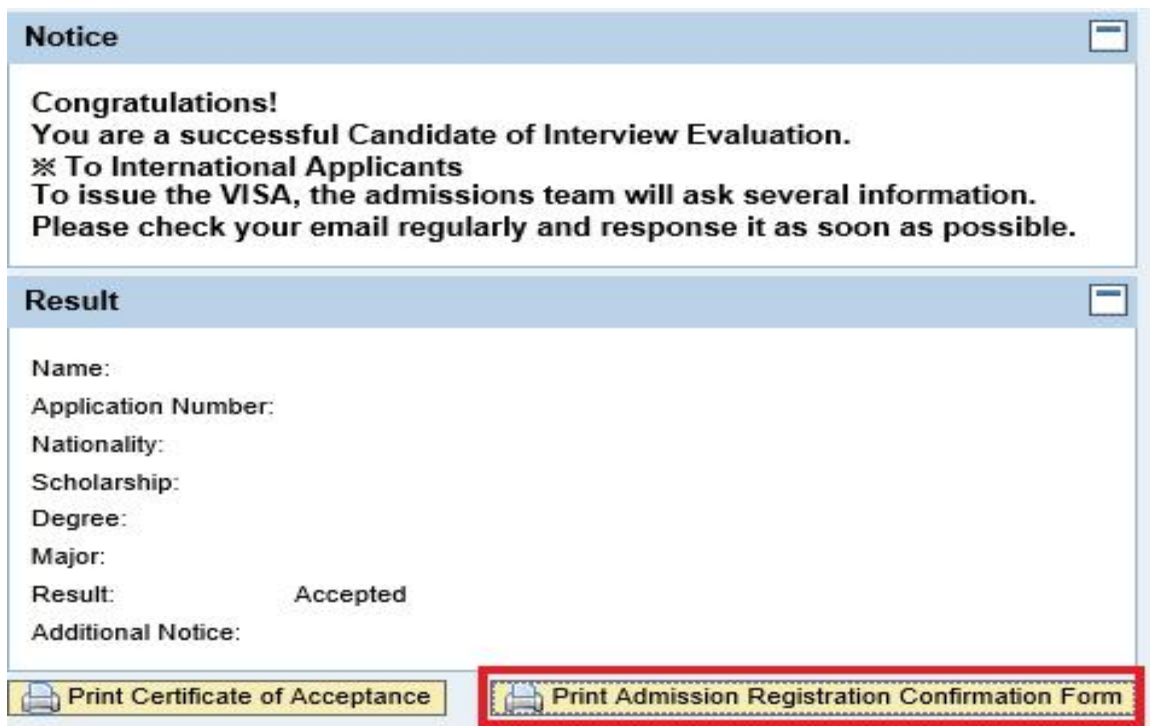 Notice
Congratulations!
You are a successful Candidate of Interview Evaluation.
※ To International Applicants
To issue the VISA, the admissions team will ask several information.
Please check your email regularly and response it as soon as possible.
Result
Name:
Application Number:
Nationality:
Scholarship:
Degree:
Major:
Result: Accepted
Additional Notice:
Print Certificate of Acceptance Print Admission Registration Confirmation Form